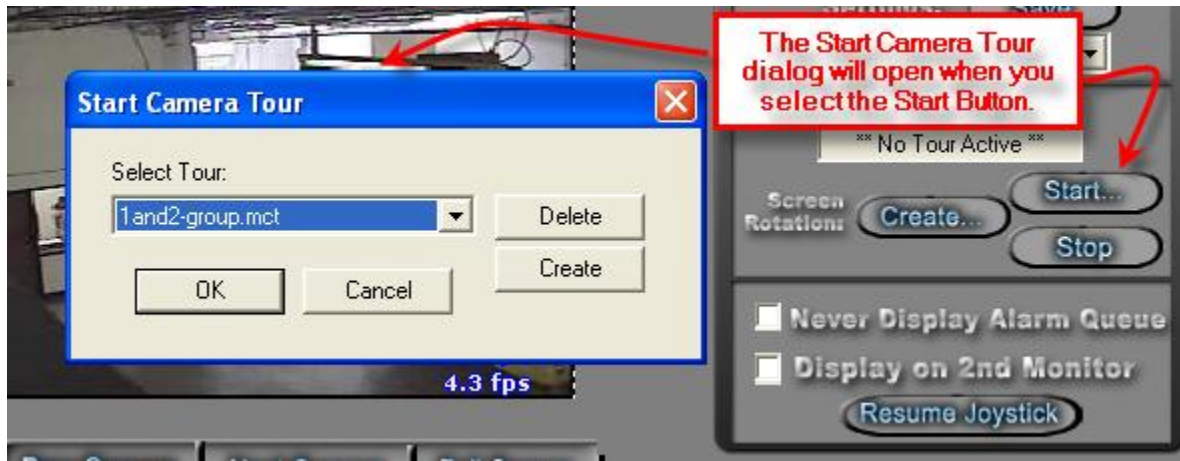 The Start Camera Tour
dialog will open when you
select the Start Button.
Start Camera Tour
Select Tour:
1and2-group.mct
Delete
Create
OK
Cancel
4.3 fps
** No Tour Active **
Screen
Rotation:
Create...
Start...
Stop
Never Display Alarm Queue
Display on 2nd Monitor
Resume Joystick